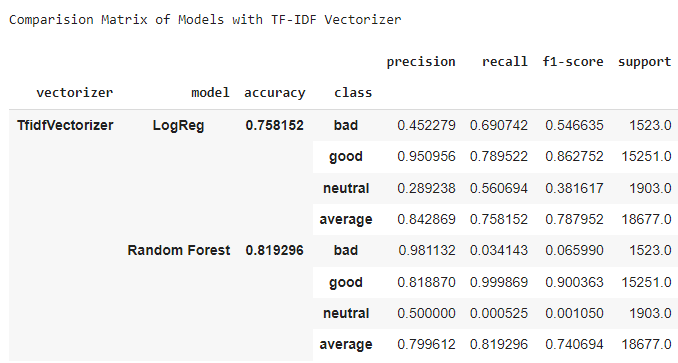 Comparision Matrix of Models with TF-IDF Vectorizer
precision recall f1-score support
vectorizer model accuracy class
TfidfVectorizer LogReg 0.758152 bad 0.452279 0.690742 0.546635 1523.0
good 0.950956 0.789522 0.862752 15251.0
neutral 0.289238 0.560694 0.381617 1903.0
average 0.842869 0.758152 0.787952 18677.0
Random Forest 0.819296 bad 0.981132 0.034143 0.065990 1523.0
good 0.818870 0.999869 0.900363 15251.0
neutral 0.500000 0.000525 0.001050 1903.0
average 0.799612 0.819296 0.740694 18677.0